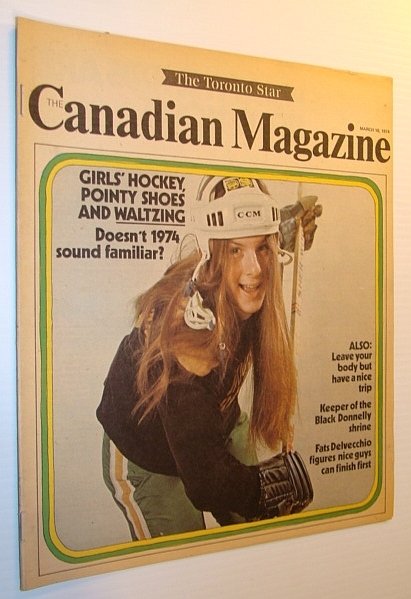 The Toronto Star
THE
Canadian Magazine
MARCH 16, 1974
GIRLS' HOCKEY,
POINTY SHOES
AND WALTZING
Doesn't 1974
sound familiar?
CCM
ALSO:
Leave your
body but
have a nice
trip
Keeper of the
Black Donnelly
shrine
Fats Delvecchio
figures nice guys
can finish first